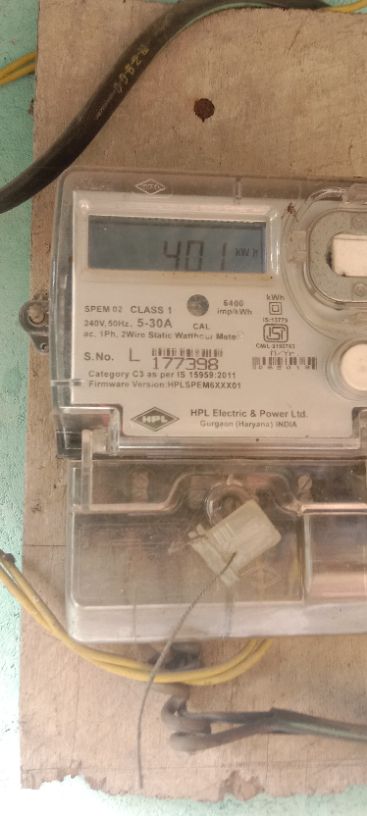 HPL
401 kWh
SPEM 02 CLASS 1
6400 imp/kWh
kWh
240V, 50Hz, 5-30A
CAL
IS:13779
ac. 1Ph, 2Wire Static Watthour Meter
ISI
S.No. L 177398
Category C3 as per IS 15959:2011
Firmware Version:HPLSPEM6XXX01
HPL
HPL Electric & Power Ltd.
Gurgaon (Haryana) INDIA